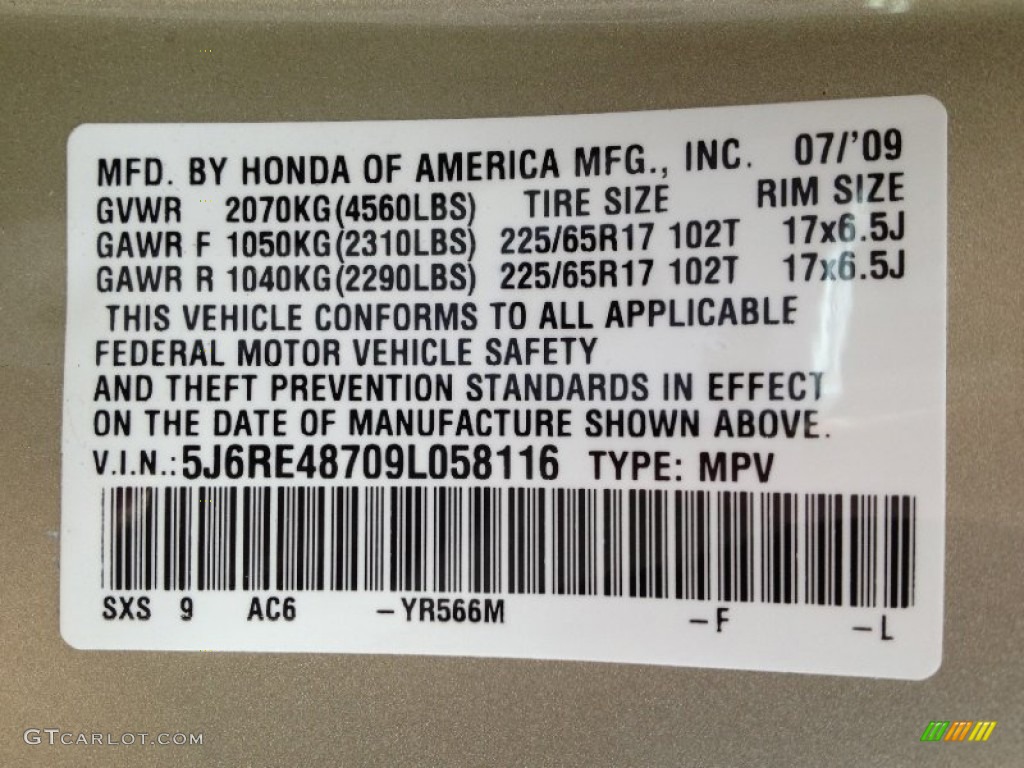 MFD. BY HONDA OF AMERICA MFG., INC. 07/'09
GVWR 2070KG(4560LBS) TIRE SIZE RIM SIZE
GAWR F 1050KG(2310LBS) 225/65R17 102T 17x6.5J
GAWR R 1040KG(2290LBS) 225/65R17 102T 17x6.5J
THIS VEHICLE CONFORMS TO ALL APPLICABLE
FEDERAL MOTOR VEHICLE SAFETY
AND THEFT PREVENTION STANDARDS IN EFFECT
ON THE DATE OF MANUFACTURE SHOWN ABOVE.
V.I.N.: 5J6RE48709L058116 TYPE: MPV
SXS 9 AC6 -YR566M -F -L
GTCARLOT.COM